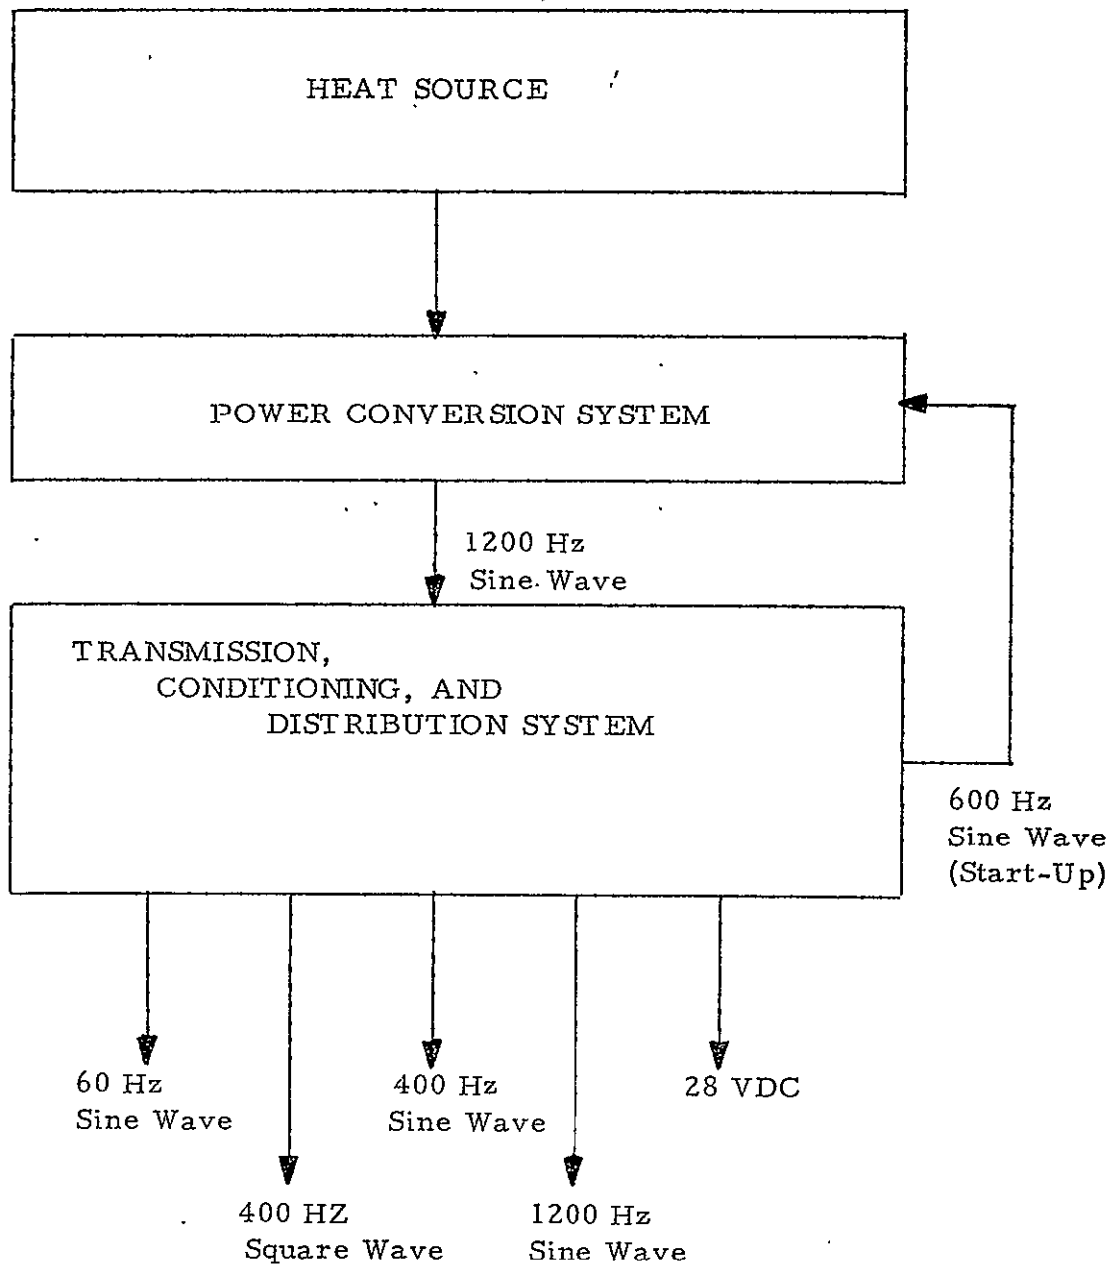 HEAT SOURCE
POWER CONVERSION SYSTEM
1200 Hz
Sine Wave
TRANSMISSION,
CONDITIONING, AND
DISTRIBUTION SYSTEM
600 Hz
Sine Wave
(Start-Up)
60 Hz
Sine Wave
400 HZ
Square Wave
400 Hz
Sine Wave
1200 Hz
Sine Wave
28 VDC